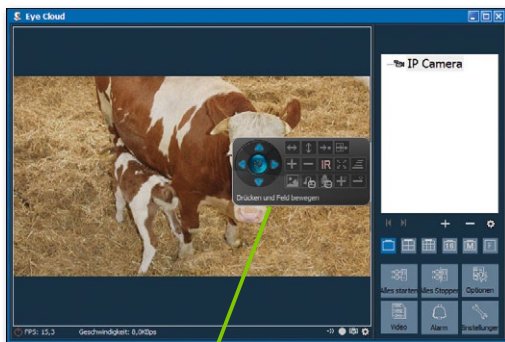 Eye Cloud
IP Camera
IR
Drücken und Feld bewegen
M
F
Alles starten
Alles Stoppen
Optionen
Video
Alarm
Einstellungen
FPS: 15,3
Geschwindigkeit: 8,0KBps